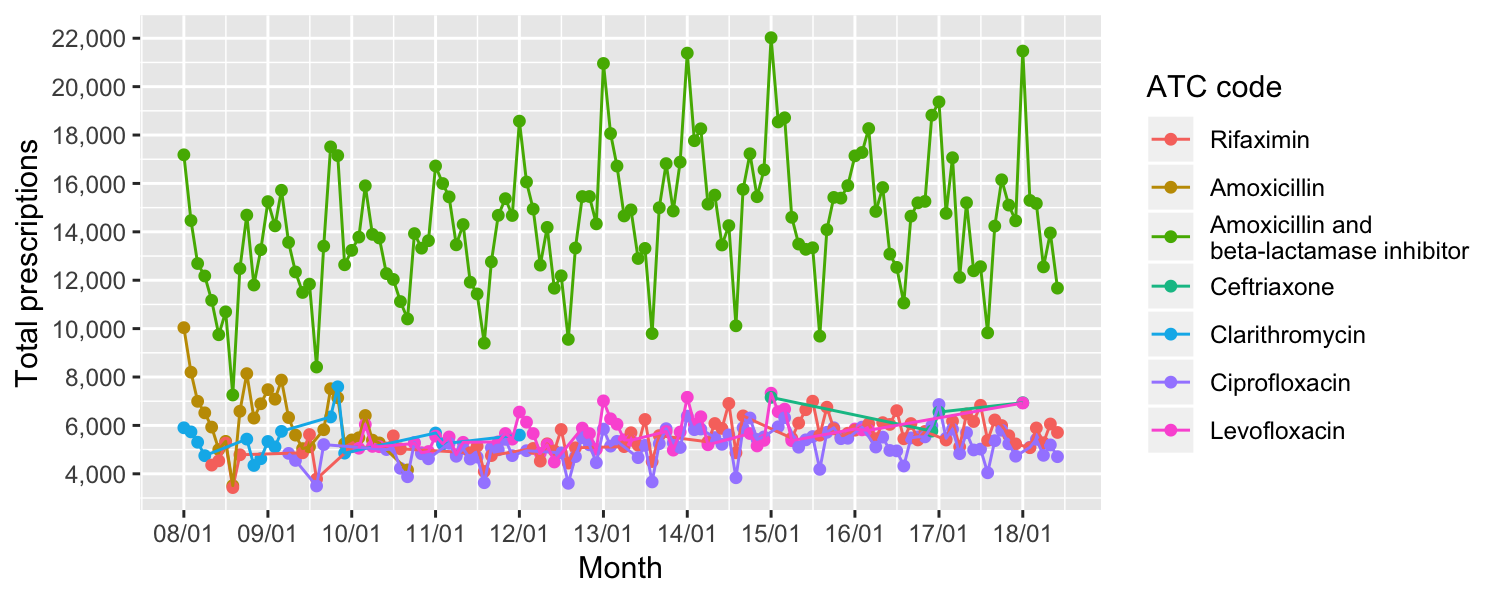 22,000
20,000
18,000
16,000
14,000
12,000
10,000
8,000
6,000
4,000
Total prescriptions
08/01 09/01 10/01 11/01 12/01 13/01 14/01 15/01 16/01 17/01 18/01
Month
ATC code
Rifaximin
Amoxicillin
Amoxicillin and
beta-lactamase inhibitor
Ceftriaxone
Clarithromycin
Ciprofloxacin
Levofloxacin